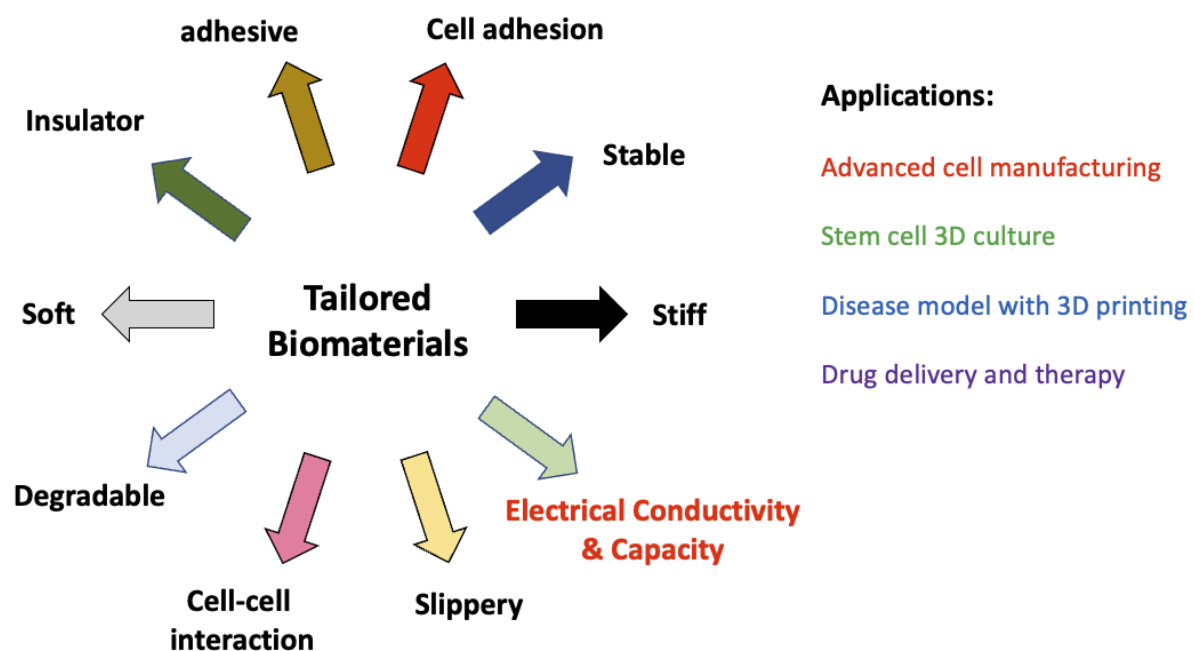 adhesive
Cell adhesion
Insulator
Stable
Soft
Tailored
Biomaterials
Stiff
Degradable
Electrical Conductivity
& Capacity
Cell-cell
interaction
Slippery
Applications:
Advanced cell manufacturing
Stem cell 3D culture
Disease model with 3D printing
Drug delivery and therapy